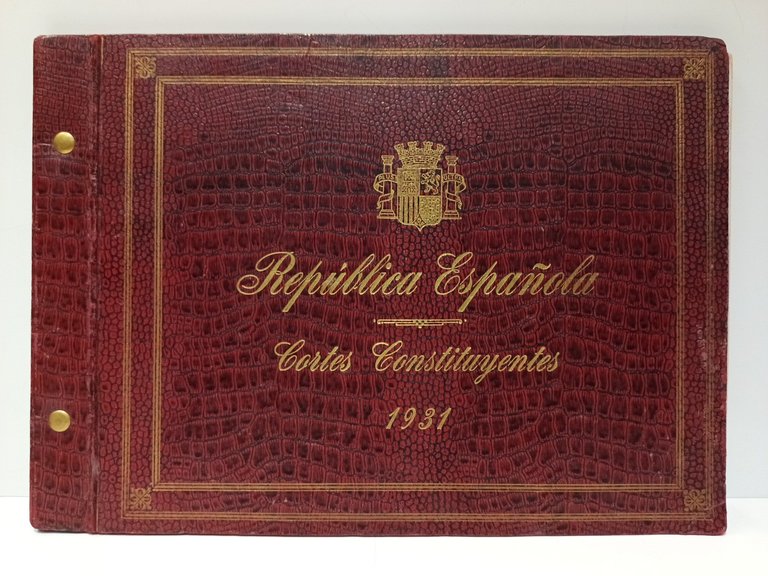 República Española
Cortes Constituyentes
1931